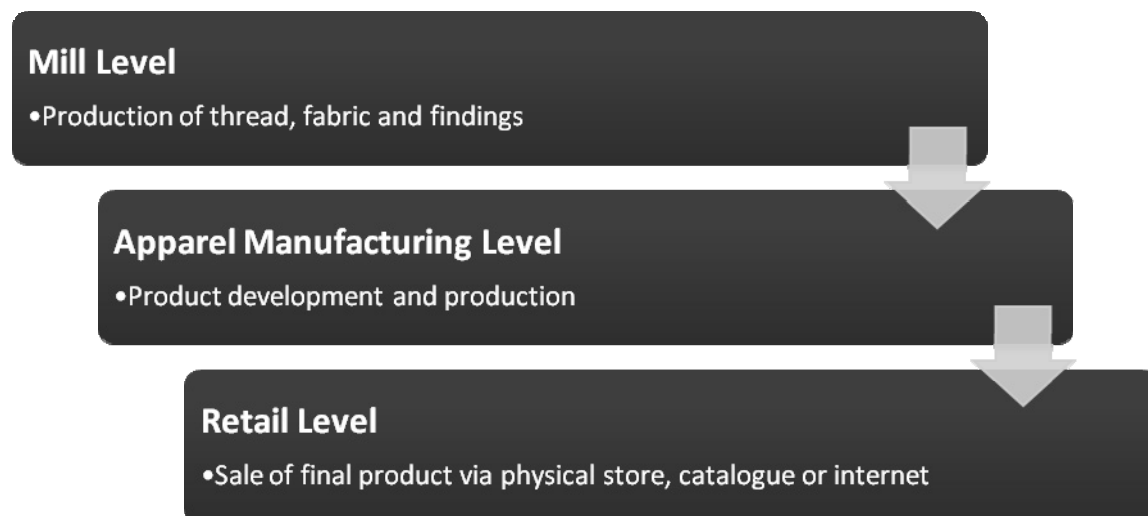 Mill Level
•Production of thread, fabric and findings
Apparel Manufacturing Level
•Product development and production
Retail Level
•Sale of final product via physical store, catalogue or internet